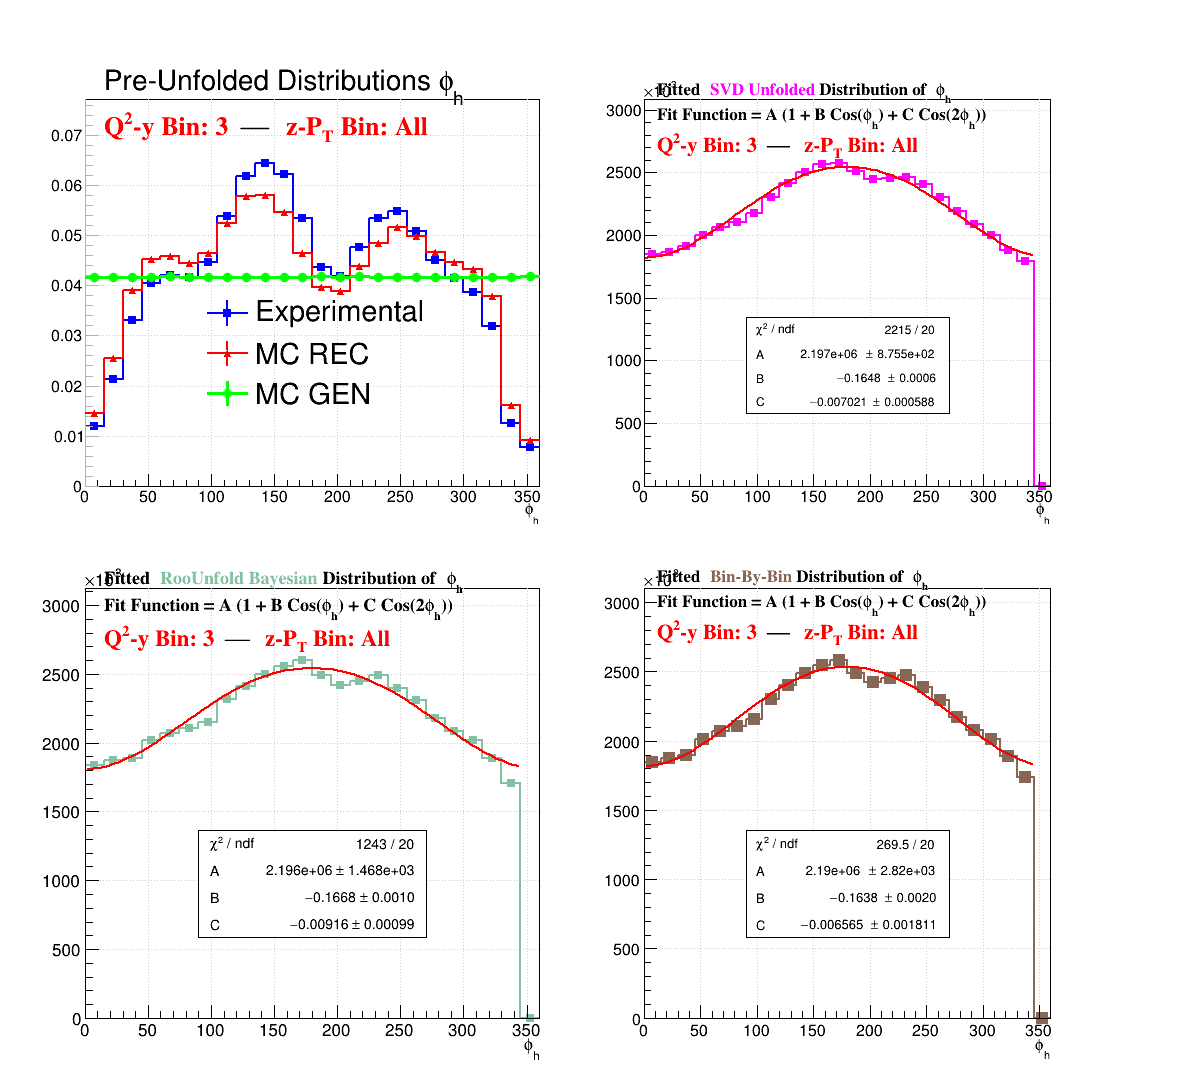 Pre-Unfolded Distributions ϕh
Q2-y Bin: 3 — z-PT Bin: All
0.07
0.06
0.05
0.04
0.03
0.02
0.01
0
Experimental
MC REC
MC GEN
0 50 100 150 200 250 300 350
ϕh
Fitted SVD Unfolded Distribution of ϕh
Fit Function = A (1 + B Cos(ϕh) + C Cos(2ϕh))
Q2-y Bin: 3 — z-PT Bin: All
3000
2500
2000
1500
1000
500
0
χ2 / ndf 2215 / 20
A 2.197e+06 ± 8.755e+02
B −0.1648 ± 0.0006
C −0.007021 ± 0.000588
0 50 100 150 200 250 300 350
ϕh
Fitted RooUnfold Bayesian Distribution of ϕh
Fit Function = A (1 + B Cos(ϕh) + C Cos(2ϕh))
Q2-y Bin: 3 — z-PT Bin: All
3000
2500
2000
1500
1000
500
0
χ2 / ndf 1243 / 20
A 2.196e+06 ± 1.468e+03
B −0.1668 ± 0.0010
C −0.00916 ± 0.00099
0 50 100 150 200 250 300 350
ϕh
Fitted Bin-By-Bin Distribution of ϕh
Fit Function = A (1 + B Cos(ϕh) + C Cos(2ϕh))
Q2-y Bin: 3 — z-PT Bin: All
3000
2500
2000
1500
1000
500
0
χ2 / ndf 269.5 / 20
A 2.19e+06 ± 2.82e+03
B −0.1638 ± 0.0020
C −0.006565 ± 0.001811
0 50 100 150 200 250 300 350
ϕh